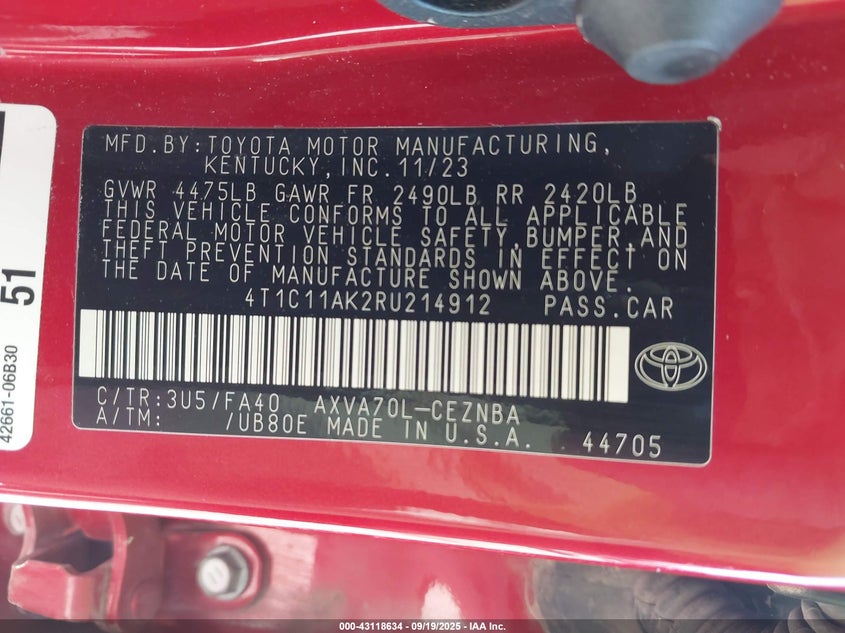 MFD.BY:TOYOTA MOTOR MANUFACTURING,
KENTUCKY,INC.11/23
GVWR 4475LB GAWR FR 2490LB RR 2420LB
THIS VEHICLE CONFORMS TO ALL APPLICABLE
FEDERAL MOTOR VEHICLE SAFETY,BUMPER,AND
THEFT PREVENTION STANDARDS IN EFFECT ON
THE DATE OF MANUFACTURE SHOWN ABOVE.
4T1C11AK2RU214912 PASS.CAR
C/TR:3U5/FA40 AXVA70L-CEZNBA
A/TM: /UB80E MADE IN U.S.A. 44705
51
42661-06B30
000-43118634 - 09/19/2025 - IAA Inc.